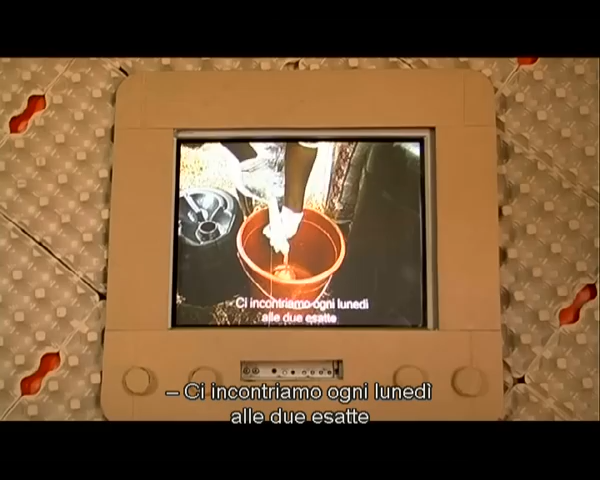 Ci incontriamo ogni lunedì
alle due esatte
– Ci incontriamo ogni lunedì
alle due esatte